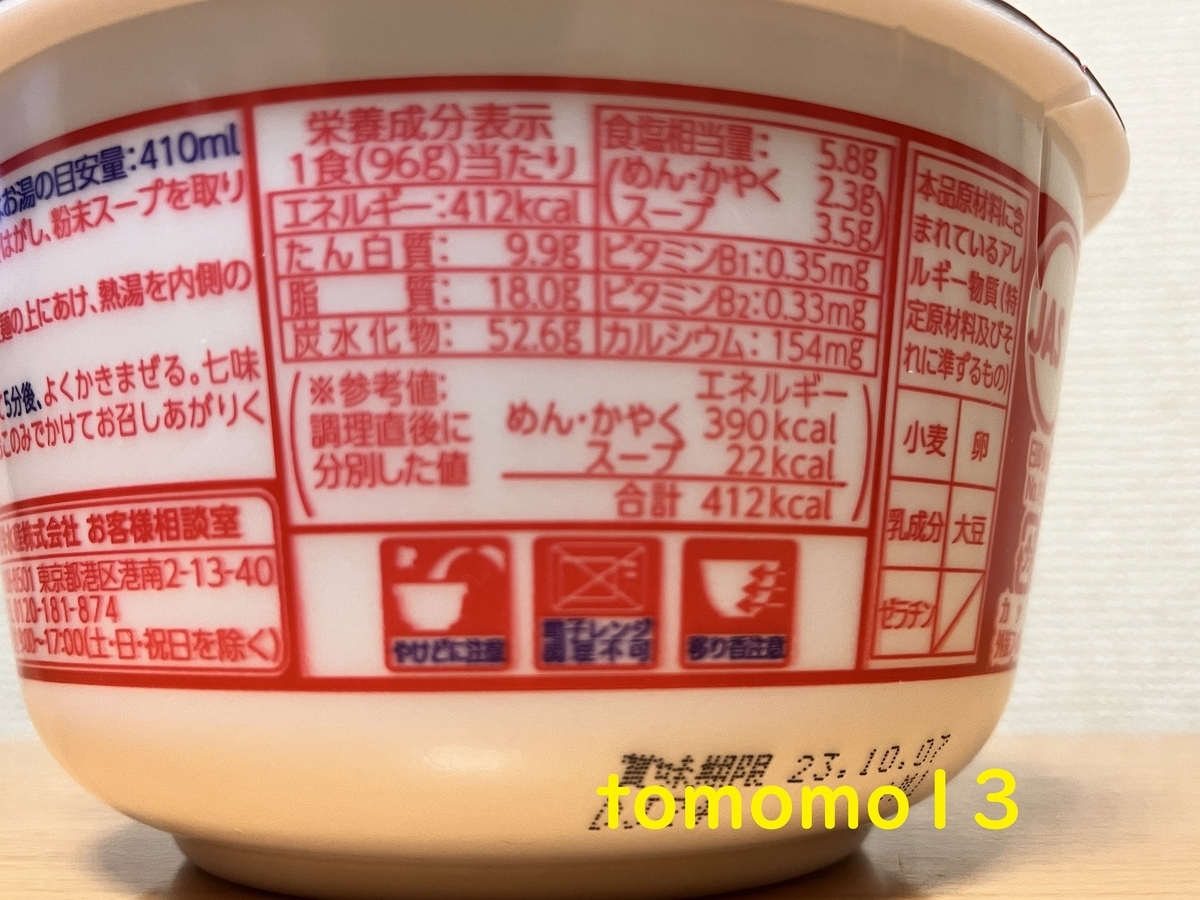 お湯の目安量:410ml
はがし、粉末スープを取り
麺の上にあけ、熱湯を内側の
5分後、よくかきまぜる。七味
このみでかけてお召しあがりく
株式会社 お客様相談室
東京都港区港南2-13-40
0120-181-874
~17:00(土・日・祝日を除く)
栄養成分表示
1食(96g)当たり
エネルギー:412kcal
たん白質: 9.9g
脂質: 18.0g
炭水化物: 52.6g
食塩相当量: 5.8g
(めん・かやく 2.3g
スープ 3.5g)
ビタミンB1:0.35mg
ビタミンB2:0.33mg
カルシウム: 154mg
(※参考値: エネルギー
調理直後に めん・かやく 390kcal
分別した値 スープ 22kcal
合計 412kcal)
やけどに注意
電子レンジ
調理不可
移り香注意
本品原材料に含
まれているアレ
ルギー物質(特
定原材料及びそ
れに準ずるもの)
小麦 卵
乳成分 大豆
ゼラチン
JAS
賞味期限 23.10.07
tomomo13